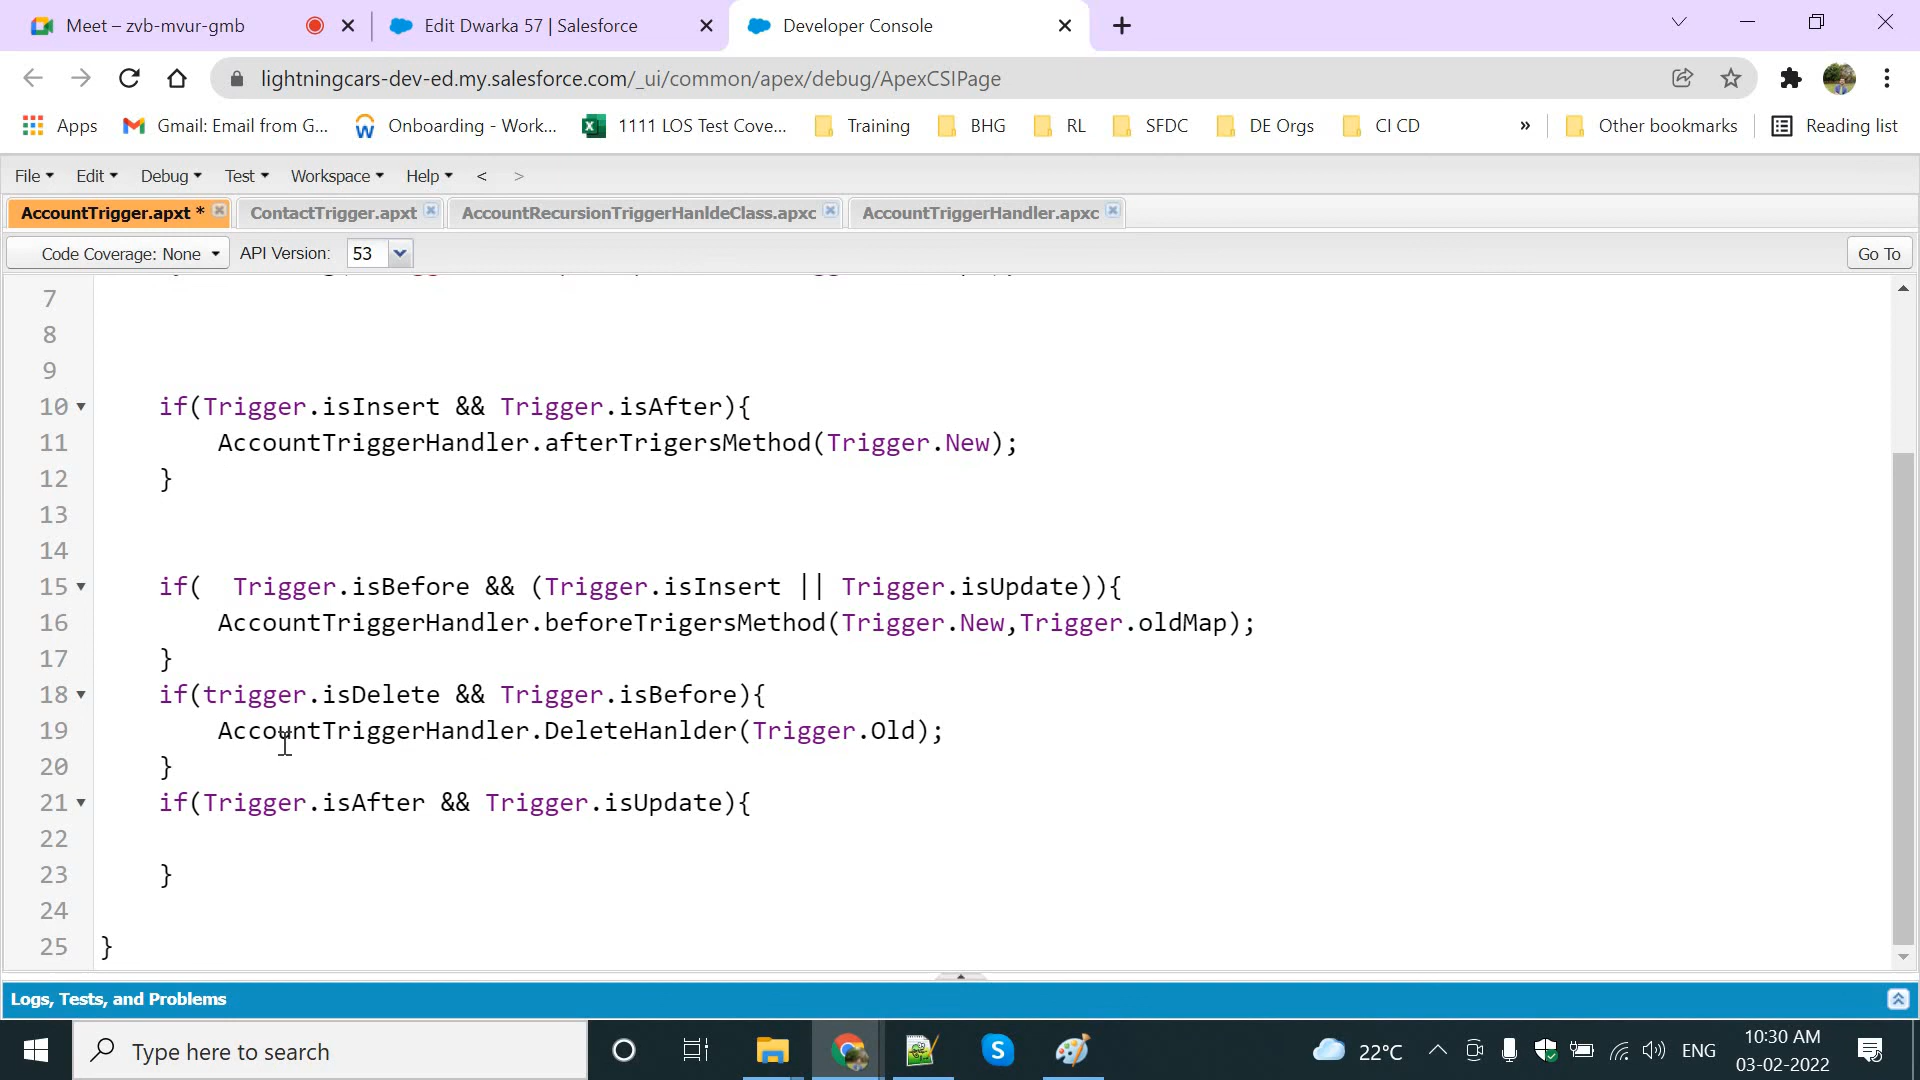 Meet – zvb-mvur-gmb
Edit Dwarka 57 | Salesforce
Developer Console
lightningcars-dev-ed.my.salesforce.com/_ui/common/apex/debug/ApexCSIPage
Apps
Gmail: Email from G...
Onboarding - Work...
1111 LOS Test Cove...
Training
BHG
RL
SFDC
DE Orgs
CI CD
»
Other bookmarks
Reading list
File
Edit
Debug
Test
Workspace
Help
<
>
AccountTrigger.apxt *
ContactTrigger.apxt
AccountRecursionTriggerHanldeClass.apxc
AccountTriggerHandler.apxc
Code Coverage: None
API Version:
53
Go To
7
8
9
10 if(Trigger.isInsert && Trigger.isAfter){
11 AccountTriggerHandler.afterTrigersMethod(Trigger.New);
12 }
13
14
15 if(  Trigger.isBefore && (Trigger.isInsert || Trigger.isUpdate)){
16 AccountTriggerHandler.beforeTrigersMethod(Trigger.New,Trigger.oldMap);
17 }
18 if(trigger.isDelete && Trigger.isBefore){
19 AccountTriggerHandler.DeleteHanlder(Trigger.Old);
20 }
21 if(Trigger.isAfter && Trigger.isUpdate){
22
23 }
24
25 }
Logs, Tests, and Problems
Type here to search
22°C
ENG
10:30 AM
03-02-2022